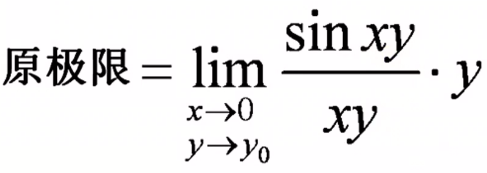 原极限 = lim sin xy / xy · y
x→0
y→y₀